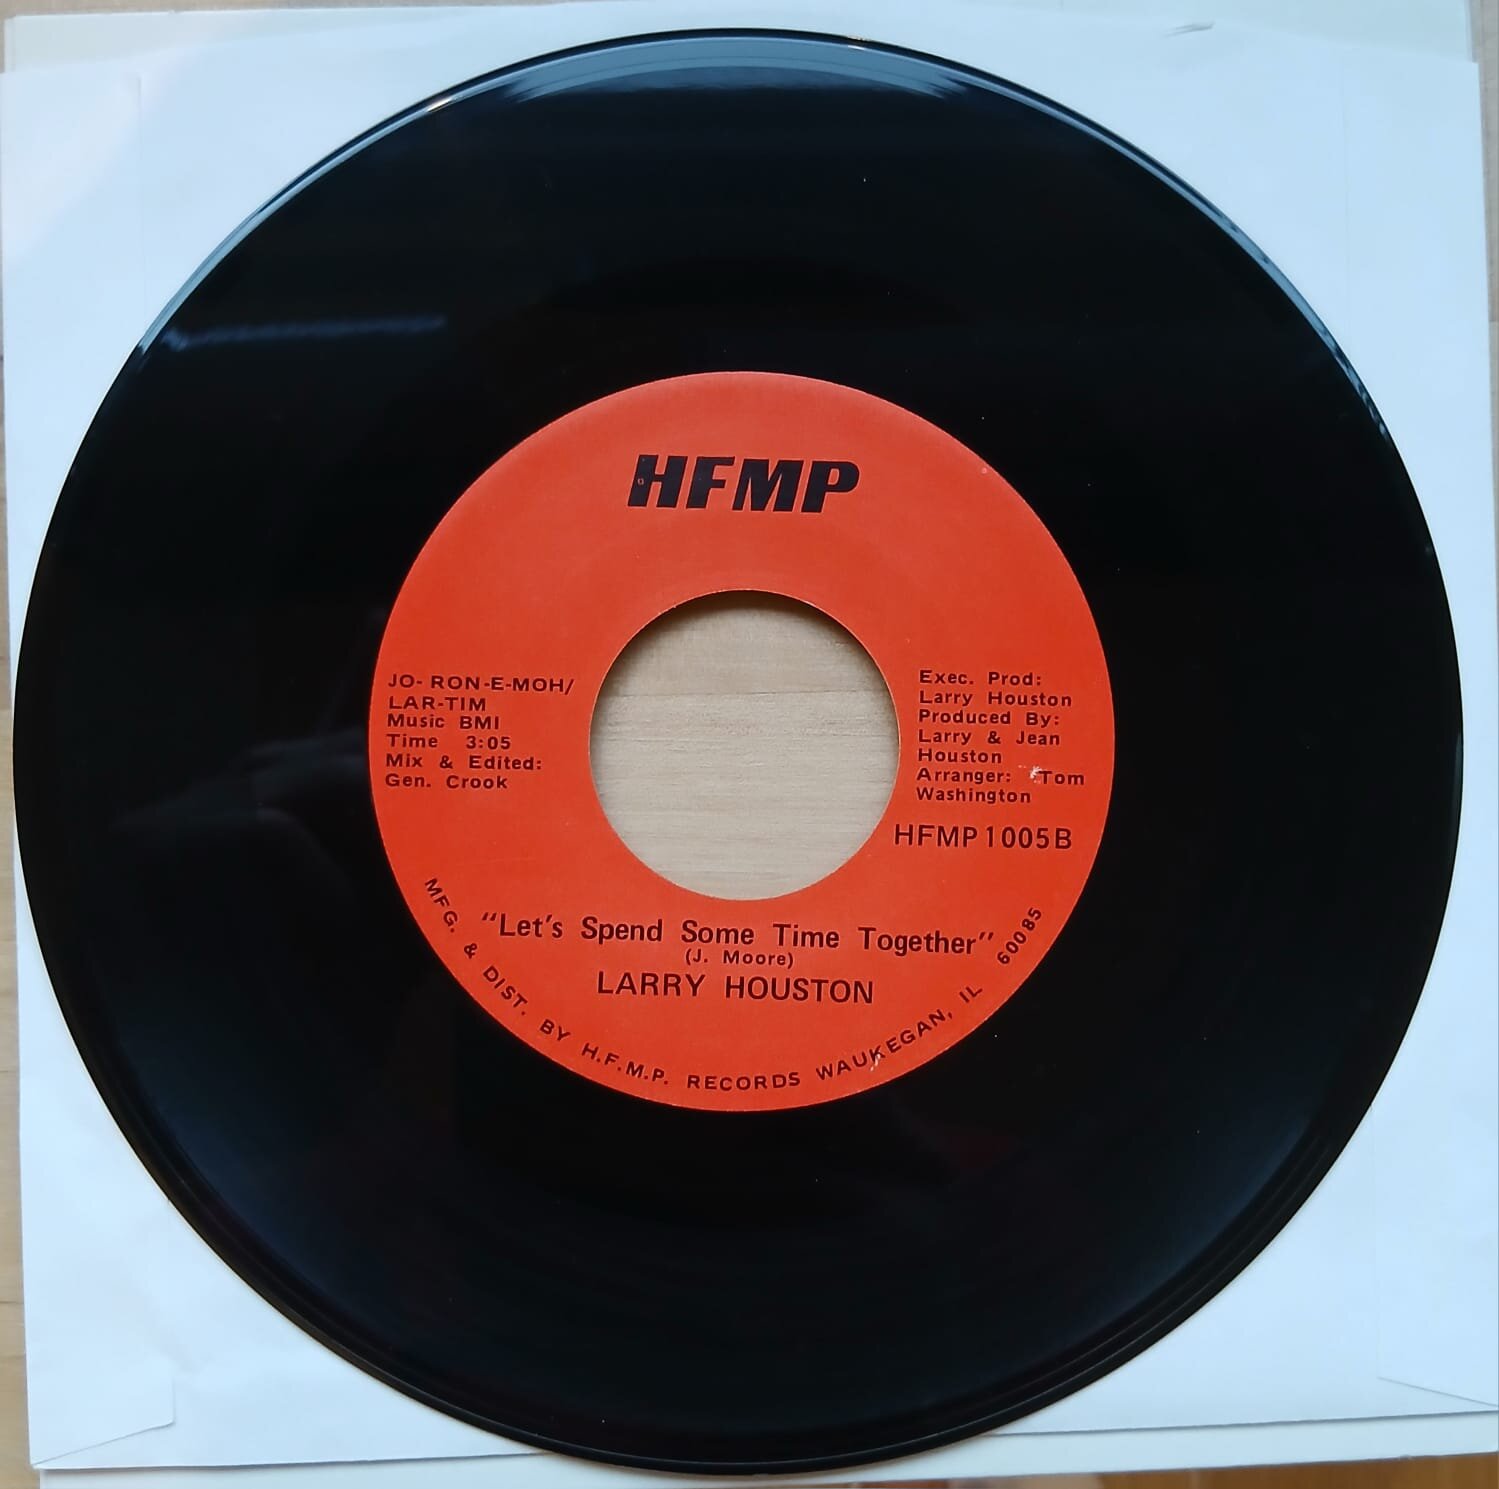 HFMP
JO-RON-E-MOH/
LAR-TIM
Music BMI
Time 3:05
Mix & Edited:
Gen. Crook
Exec. Prod:
Larry Houston
Produced By:
Larry & Jean
Houston
Arranger: Tom
Washington
HFMP 1005B
"Let's Spend Some Time Together"
(J. Moore)
LARRY HOUSTON
MFG. & DIST. BY H.F.M.P. RECORDS WAUKEGAN, IL 60085